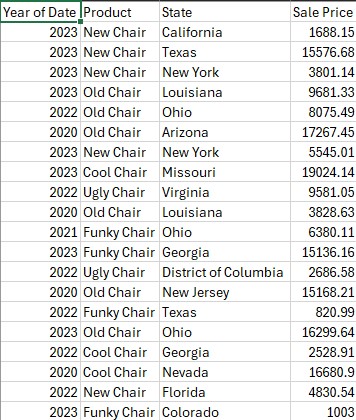 Year of Date Product State Sale Price
2023 New Chair California 1688.15
2023 New Chair Texas 15576.68
2023 New Chair New York 3801.14
2023 Old Chair Louisiana 9681.33
2022 Old Chair Ohio 8075.49
2020 Old Chair Arizona 17267.45
2023 New Chair New York 5545.01
2023 Cool Chair Missouri 19024.14
2022 Ugly Chair Virginia 9581.05
2020 Old Chair Louisiana 3828.63
2021 Funky Chair Ohio 6380.11
2023 Funky Chair Georgia 15136.16
2022 Ugly Chair District of Columbia 2686.58
2020 Old Chair New Jersey 15168.21
2022 Funky Chair Texas 820.99
2023 Old Chair Ohio 16299.64
2022 Cool Chair Georgia 2528.91
2020 Cool Chair Nevada 16680.9
2022 New Chair Florida 4830.54
2023 Funky Chair Colorado 1003